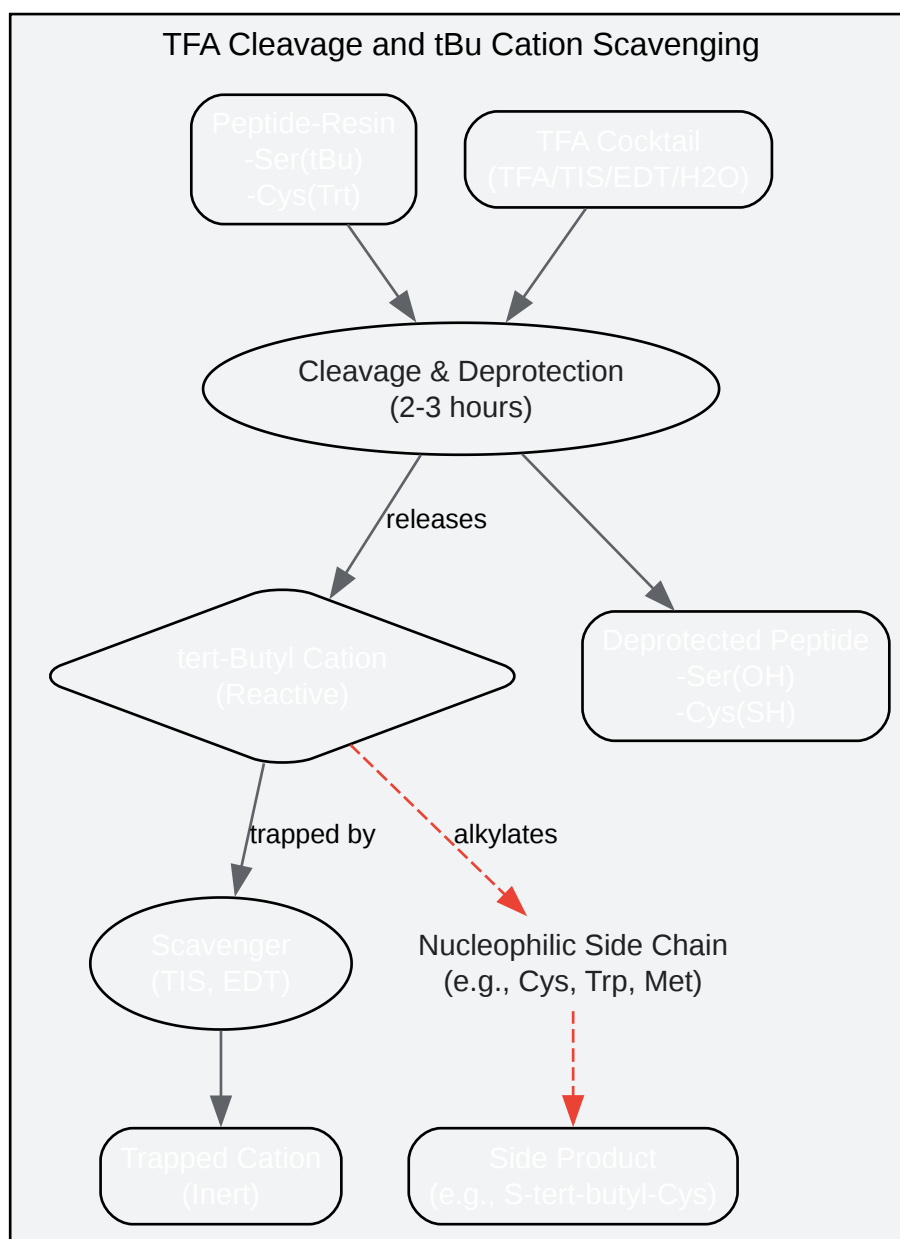 TFA Cleavage and tBu Cation Scavenging
Peptide-Resin
-Ser(tBu)
-Cys(Trt)
TFA Cocktail
(TFA/TIS/EDT/H2O)
Cleavage & Deprotection
(2-3 hours)
releases
tert-Butyl Cation
(Reactive)
Deprotected Peptide
-Ser(OH)
-Cys(SH)
trapped by
alkylates
Scavenger
(TIS, EDT)
Nucleophilic Side Chain
(e.g., Cys, Trp, Met)
Trapped Cation
(Inert)
Side Product
(e.g., S-tert-butyl-Cys)